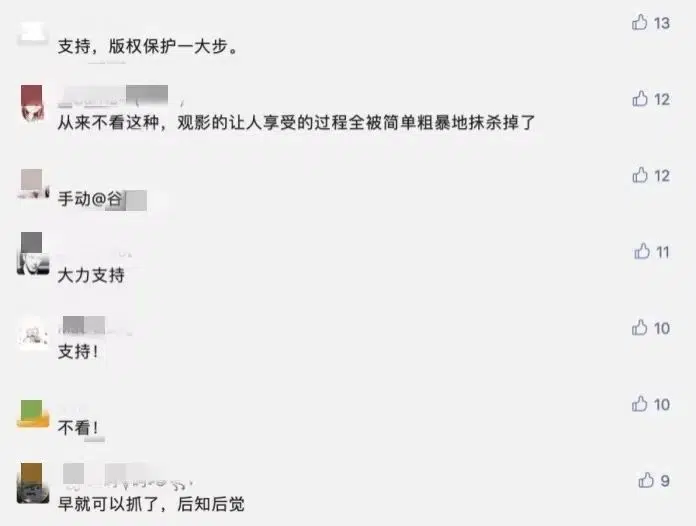 13
支持，版权保护一大步。
12
从来不看这种，观影的让人享受的过程全被简单粗暴地抹杀掉了
12
手动@谷
11
大力支持
10
支持！
10
不看！
9
早就可以抓了，后知后觉